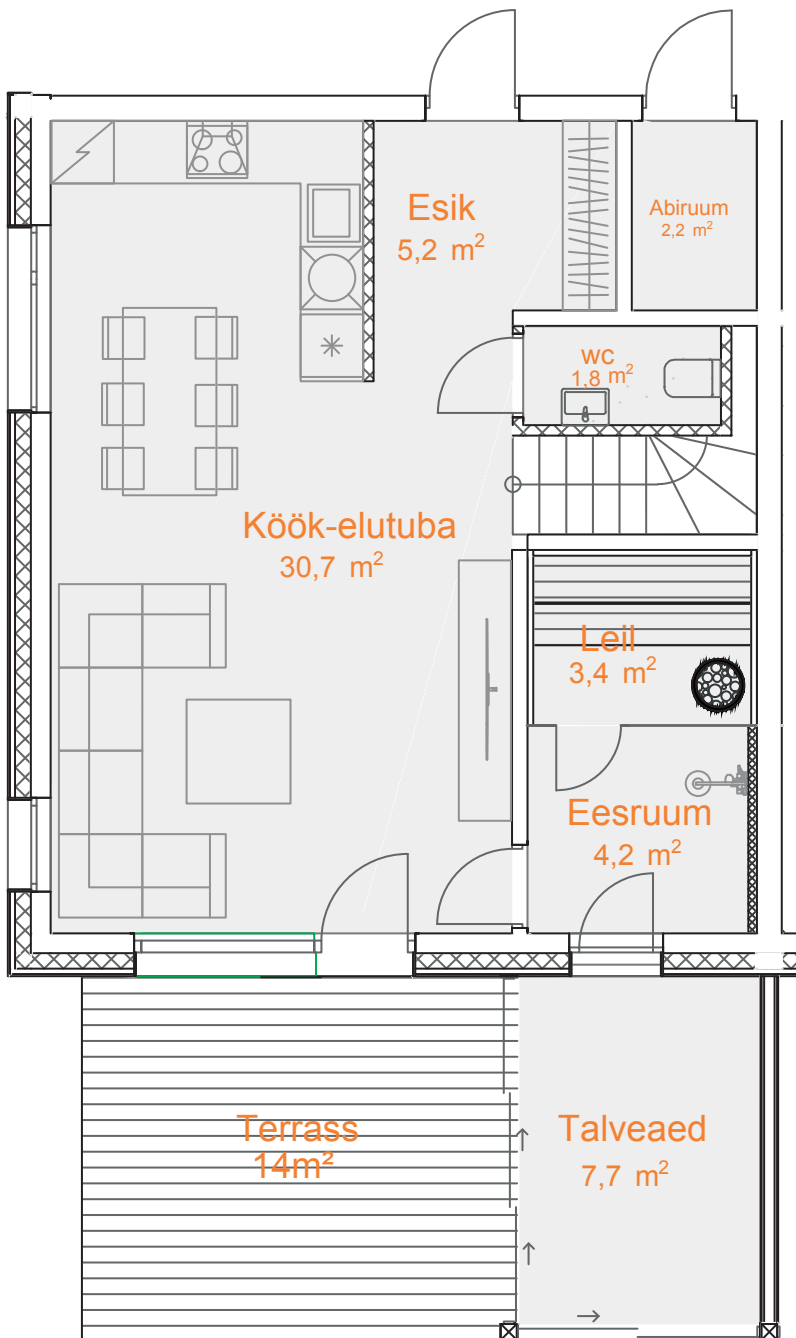 Esik
5,2 m²
Abiruum
2,2 m²
wc
1,8 m²
Köök-elutuba
30,7 m²
Leil
3,4 m²
Eesruum
4,2 m²
Terrass
14m²
Talveaed
7,7 m²